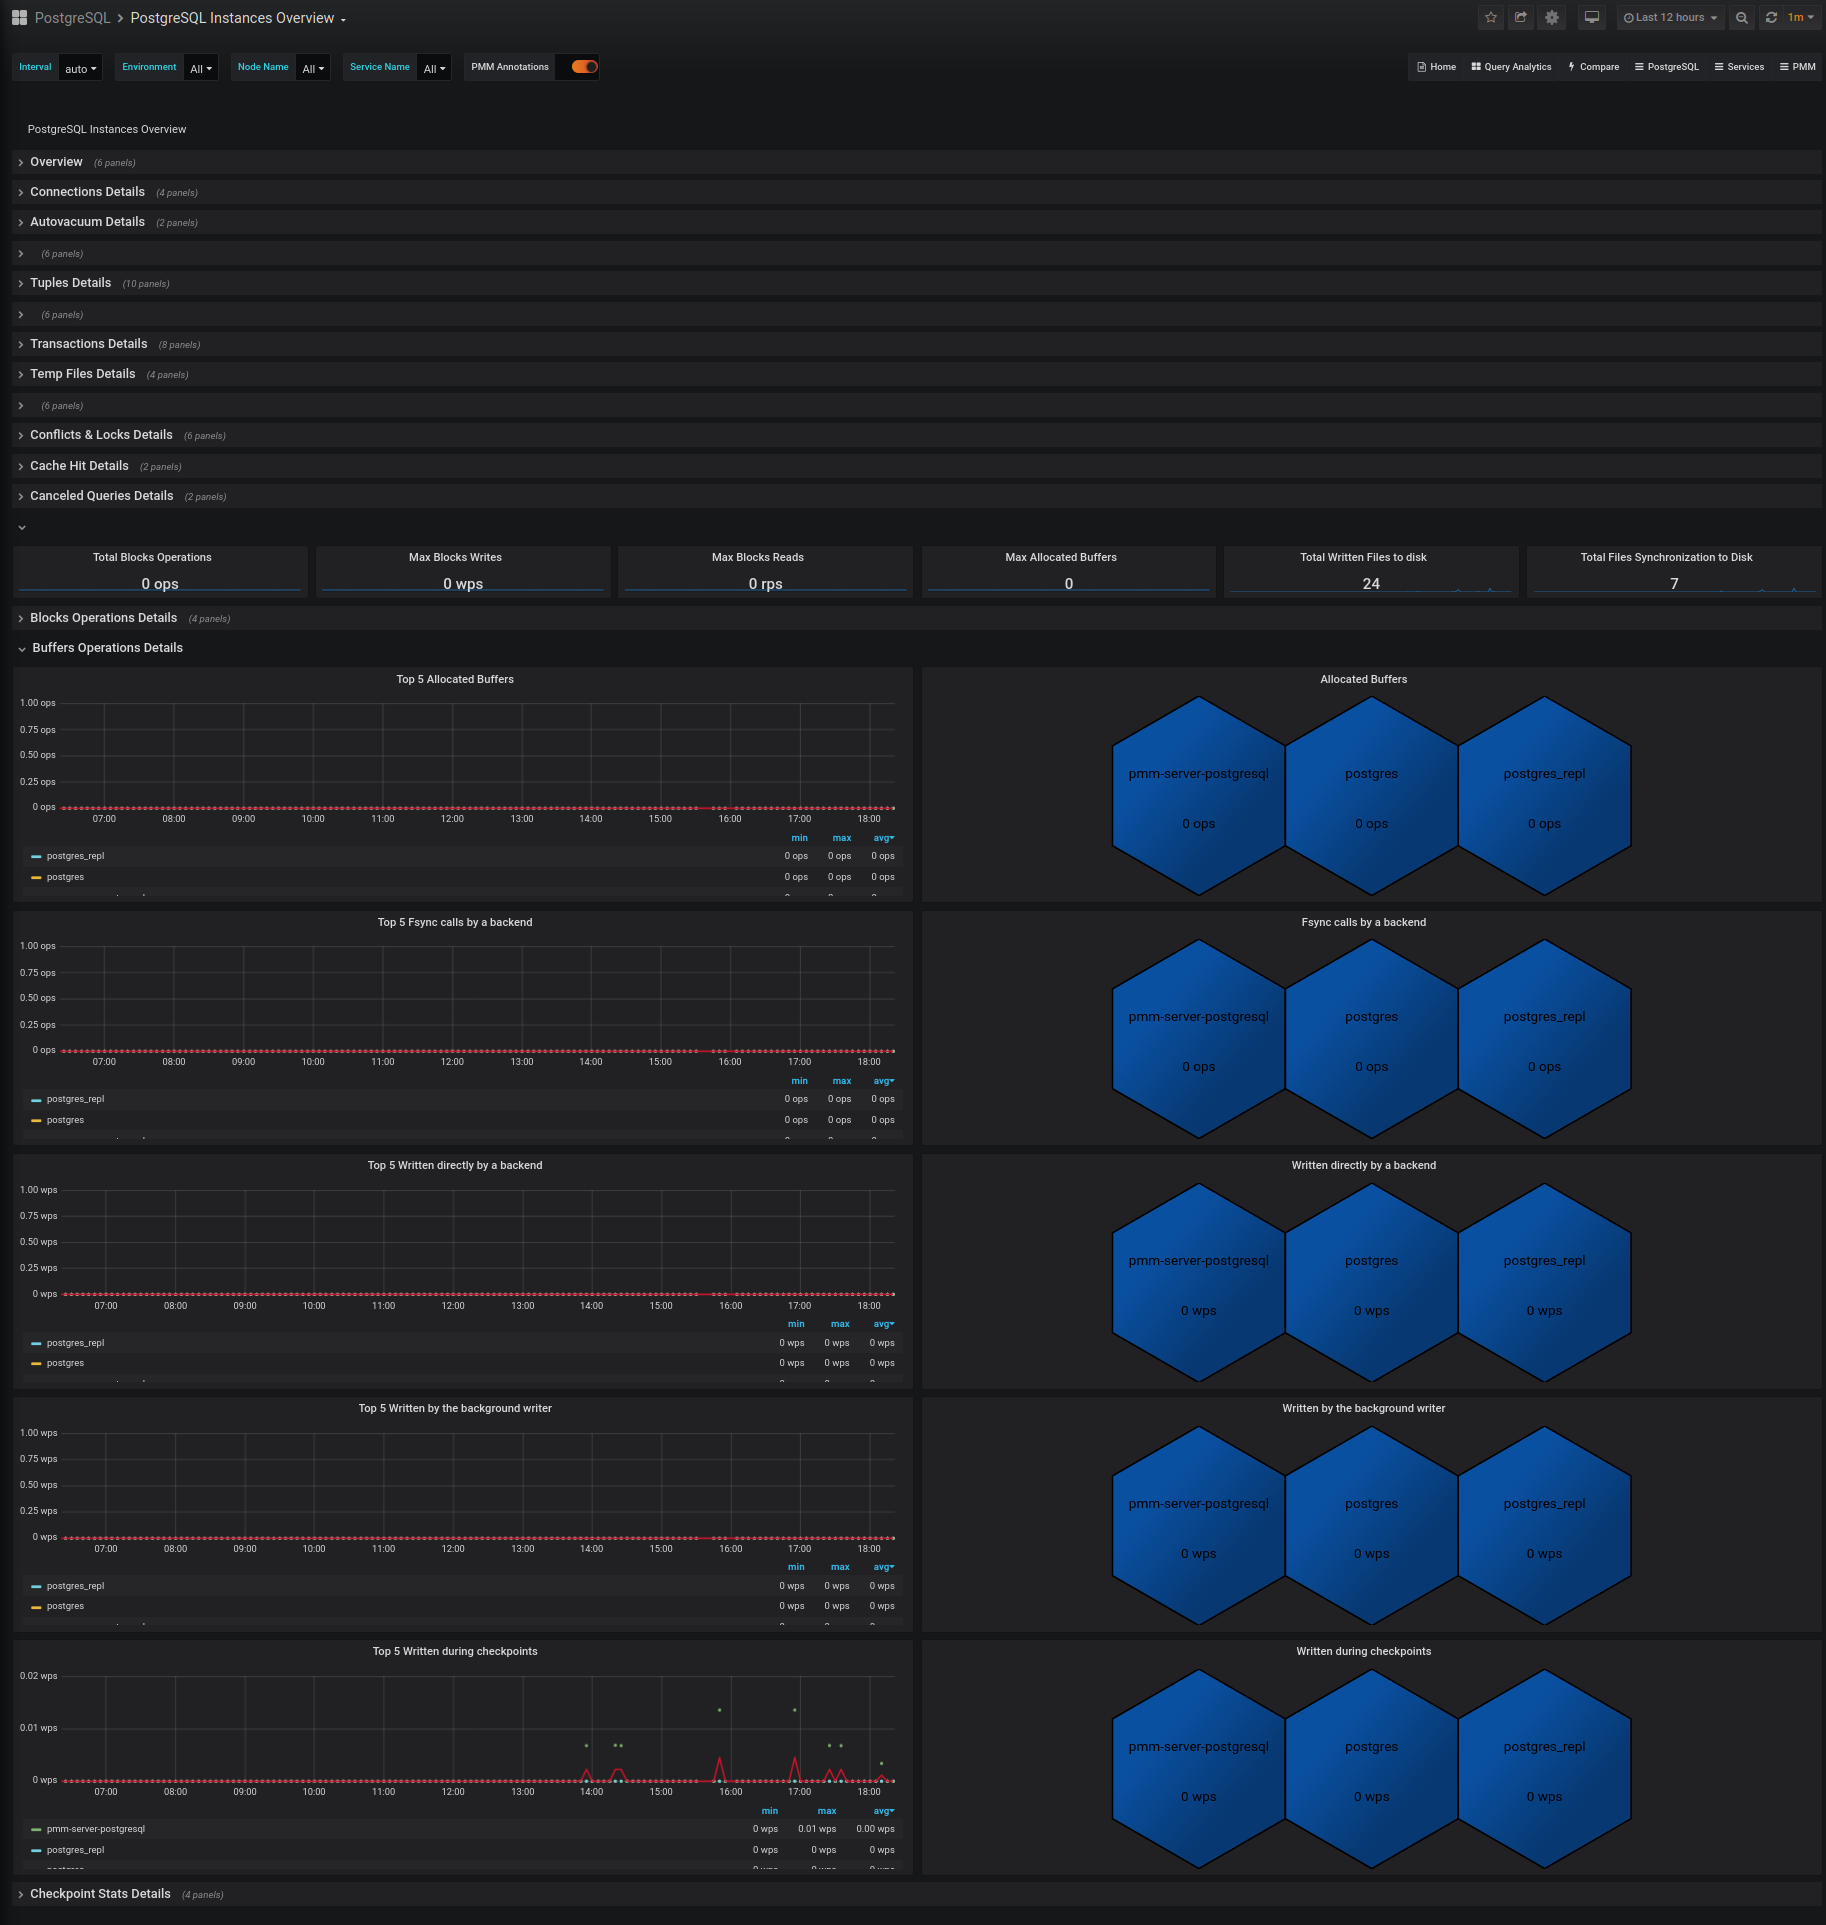 PostgreSQL > PostgreSQL Instances Overview
Last 12 hours 1m
Interval auto Environment All Node Name All Service Name All PMM Annotations
Home Query Analytics Compare PostgreSQL Services PMM
PostgreSQL Instances Overview
Overview (6 panels)
Connections Details (4 panels)
Autovacuum Details (2 panels)
(6 panels)
Tuples Details (10 panels)
(6 panels)
Transactions Details (8 panels)
Temp Files Details (4 panels)
(6 panels)
Conflicts & Locks Details (6 panels)
Cache Hit Details (2 panels)
Canceled Queries Details (2 panels)
Total Blocks Operations Max Blocks Writes Max Blocks Reads Max Allocated Buffers Total Written Files to disk Total Files Synchronization to Disk
0 ops 0 wps 0 rps 0 24 7
Blocks Operations Details (4 panels)
Buffers Operations Details
Top 5 Allocated Buffers
1.00 ops
0.75 ops
0.50 ops
0.25 ops
0 ops
07:00 08:00 09:00 10:00 11:00 12:00 13:00 14:00 15:00 16:00 17:00 18:00
min max avg
postgres_repl 0 ops 0 ops 0 ops
postgres 0 ops 0 ops 0 ops
Allocated Buffers
pmm-server-postgresql postgres postgres_repl
0 ops 0 ops 0 ops
Top 5 Fsync calls by a backend
1.00 ops
0.75 ops
0.50 ops
0.25 ops
0 ops
07:00 08:00 09:00 10:00 11:00 12:00 13:00 14:00 15:00 16:00 17:00 18:00
min max avg
postgres_repl 0 ops 0 ops 0 ops
postgres 0 ops 0 ops 0 ops
Fsync calls by a backend
pmm-server-postgresql postgres postgres_repl
0 ops 0 ops 0 ops
Top 5 Written directly by a backend
1.00 wps
0.75 wps
0.50 wps
0.25 wps
0 wps
07:00 08:00 09:00 10:00 11:00 12:00 13:00 14:00 15:00 16:00 17:00 18:00
min max avg
postgres_repl 0 wps 0 wps 0 wps
postgres 0 wps 0 wps 0 wps
Written directly by a backend
pmm-server-postgresql postgres postgres_repl
0 wps 0 wps 0 wps
Top 5 Written by the background writer
1.00 wps
0.75 wps
0.50 wps
0.25 wps
0 wps
07:00 08:00 09:00 10:00 11:00 12:00 13:00 14:00 15:00 16:00 17:00 18:00
min max avg
postgres_repl 0 wps 0 wps 0 wps
postgres 0 wps 0 wps 0 wps
Written by the background writer
pmm-server-postgresql postgres postgres_repl
0 wps 0 wps 0 wps
Top 5 Written during checkpoints
0.02 wps
0.01 wps
0 wps
07:00 08:00 09:00 10:00 11:00 12:00 13:00 14:00 15:00 16:00 17:00 18:00
min max avg
pmm-server-postgresql 0 wps 0.01 wps 0.00 wps
postgres_repl 0 wps 0 wps 0 wps
Written during checkpoints
pmm-server-postgresql postgres postgres_repl
0 wps 0 wps 0 wps
Checkpoint Stats Details (4 panels)